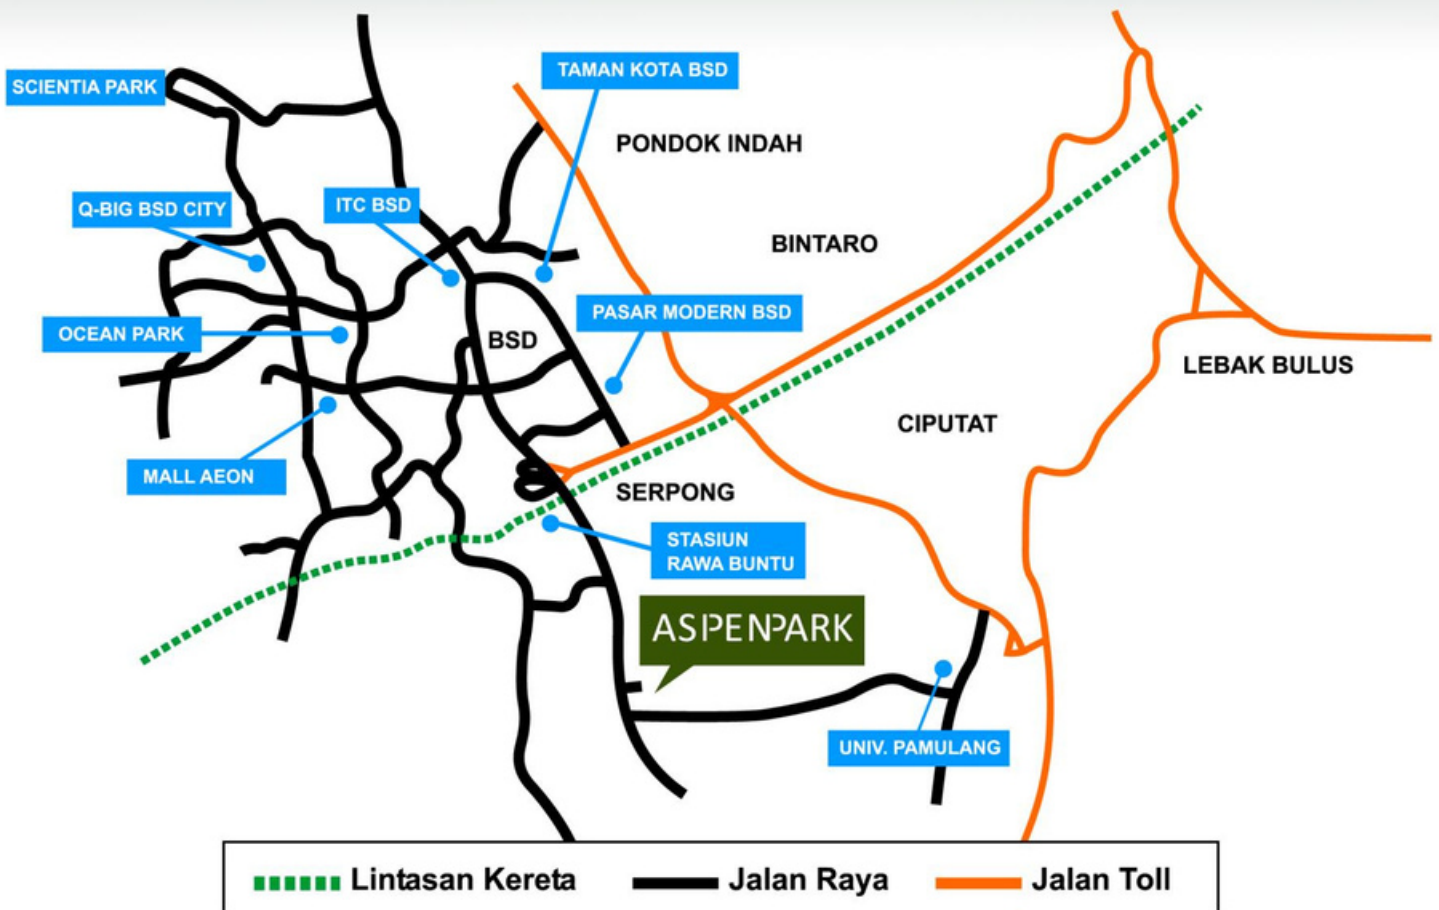 TAMAN KOTA BSD
SCIENTIA PARK
PONDOK INDAH
Q-BIG BSD CITY
ITC BSD
BINTARO
PASAR MODERN BSD
OCEAN PARK
BSD
LEBAK BULUS
CIPUTAT
MALL AEON
SERPONG
STASIUN
RAWA BUNTU
ASPENPARK
UNIV. PAMULANG
Lintasan Kereta
Jalan Raya
Jalan Toll